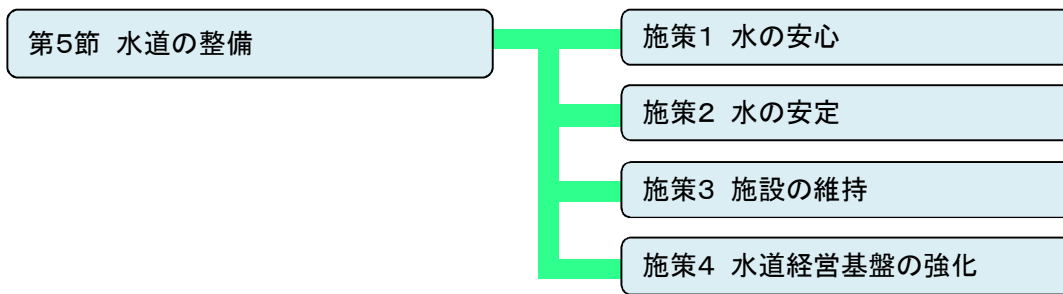 第5節 水道の整備
施策1 水の安心
施策2 水の安定
施策3 施設の維持
施策4 水道経営基盤の強化